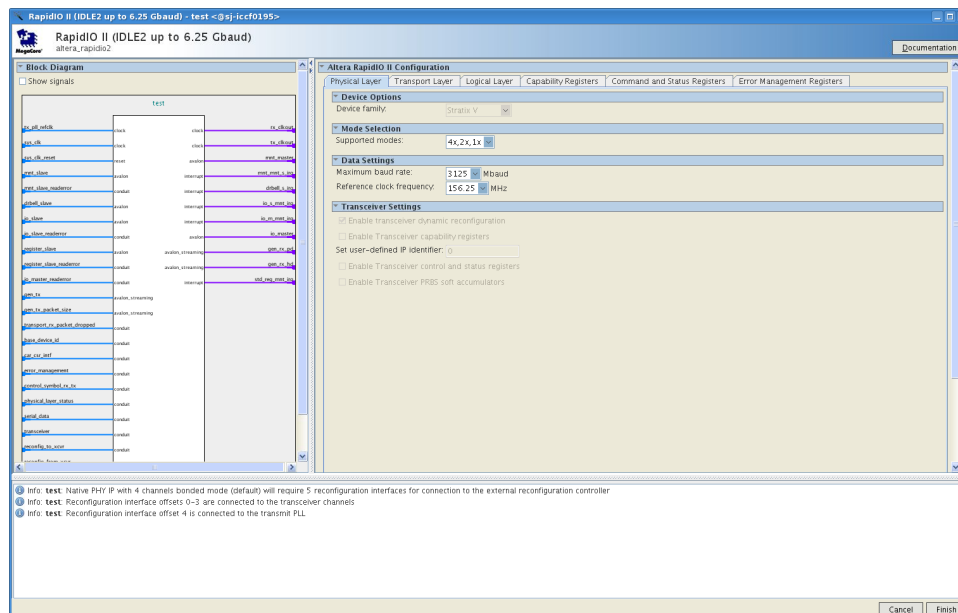 RapidIO II (IDLE2 up to 6.25 Gbaud) - test <@sj-iccf0195>
RapidIO II (IDLE2 up to 6.25 Gbaud)
altera_rapidio2
MegaCore
Documentation
Block Diagram
Show signals
test
tx_pll_refclk clock clock rx_clkout
sys_clk clock clock tx_clkout
sys_clk_reset reset avalon mnt_master
mnt_slave avalon interrupt mnt_mnt_s_irq
mnt_slave_readerror conduit interrupt drbell_s_irq
drbell_slave avalon interrupt io_s_mnt_irq
io_slave avalon interrupt io_m_mnt_irq
io_slave_readerror conduit avalon io_master
register_slave avalon avalon_streaming gen_rx_pd
register_slave_readerror conduit avalon_streaming gen_rx_hd
io_master_readerror conduit interrupt std_reg_mnt_irq
gen_tx avalon_streaming
gen_tx_packet_size avalon_streaming
transport_rx_packet_dropped conduit
base_device_id conduit
car_csr_intf conduit
error_management conduit
control_symbol_rx_tx conduit
physical_layer_status conduit
serial_data conduit
transceiver conduit
reconfig_to_xcvr conduit
Altera RapidIO II Configuration
Physical Layer Transport Layer Logical Layer Capability Registers Command and Status Registers Error Management Registers
Device Options
Device family: Stratix V
Mode Selection
Supported modes: 4x,2x,1x
Data Settings
Maximum baud rate: 3125 Mbaud
Reference clock frequency: 156.25 MHz
Transceiver Settings
Enable transceiver dynamic reconfiguration
Enable Transceiver capability registers
Set user-defined IP identifier: 0
Enable Transceiver control and status registers
Enable Transceiver PRBS soft accumulators
Info: test: Native PHY IP with 4 channels bonded mode (default) will require 5 reconfiguration interfaces for connection to the external reconfiguration controller
Info: test: Reconfiguration interface offsets 0-3 are connected to the transceiver channels
Info: test: Reconfiguration interface offset 4 is connected to the transmit PLL
Cancel Finish